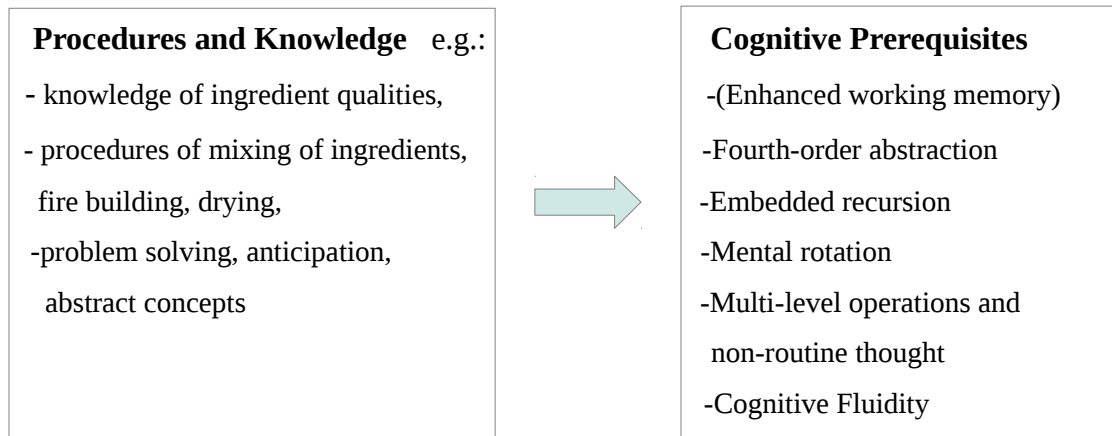 Procedures and Knowledge e.g.:
- knowledge of ingredient qualities,
- procedures of mixing of ingredients,
fire building, drying,
-problem solving, anticipation,
abstract concepts
Cognitive Prerequisites
-(Enhanced working memory)
-Fourth-order abstraction
-Embedded recursion
-Mental rotation
-Multi-level operations and
non-routine thought
-Cognitive Fluidity